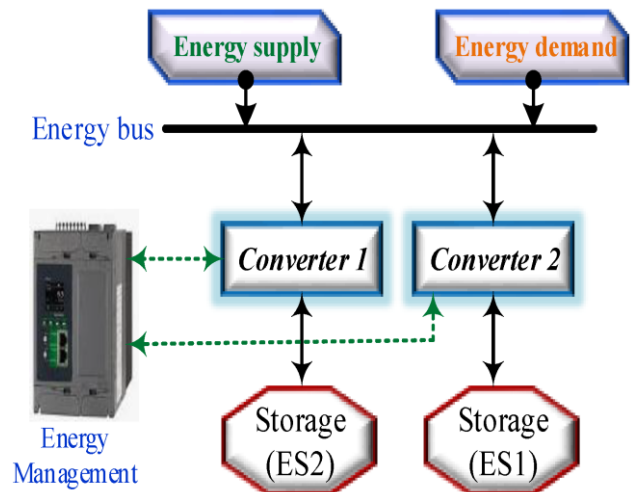 Energy supply
Energy demand
Energy bus
Converter 1
Converter 2
Storage
(ES2)
Storage
(ES1)
Energy
Management